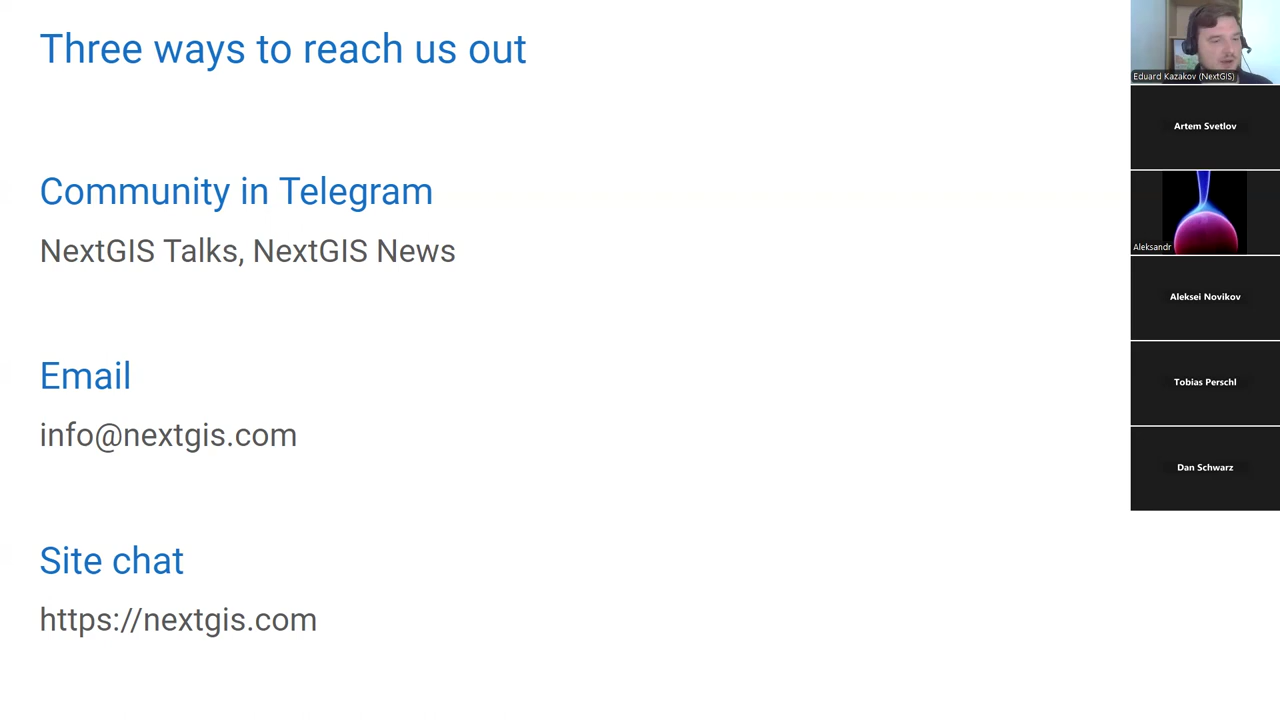 Three ways to reach us out
Community in Telegram
NextGIS Talks, NextGIS News
Email
info@nextgis.com
Site chat
https://nextgis.com
Eduard Kazakov (NextGIS)
Artem Svetlov
Aleksandr
Aleksei Novikov
Tobias Perschl
Dan Schwarz